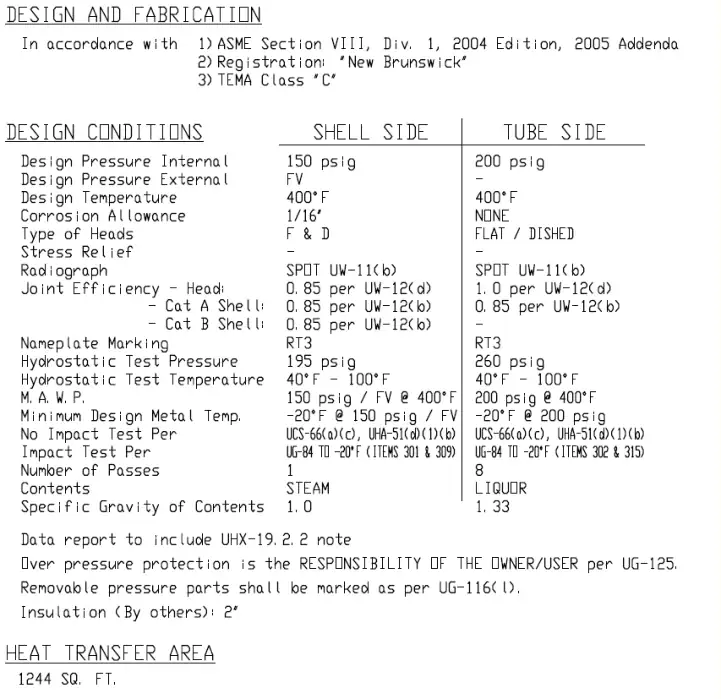 DESIGN AND FABRICATION
In accordance with 1) ASME Section VIII, Div. 1, 2004 Edition, 2005 Addenda
2) Registration: "New Brunswick"
3) TEMA Class "C"
DESIGN CONDITIONS SHELL SIDE TUBE SIDE
Design Pressure Internal 150 psig 200 psig
Design Pressure External FV -
Design Temperature 400°F 400°F
Corrosion Allowance 1/16" NONE
Type of Heads F & D FLAT / DISHED
Stress Relief - -
Radiograph SPOT UW-11(b) SPOT UW-11(b)
Joint Efficiency - Head: 0.85 per UW-12(d) 1.0 per UW-12(d)
- Cat A Shell: 0.85 per UW-12(b) 0.85 per UW-12(b)
- Cat B Shell: 0.85 per UW-12(b) -
Nameplate Marking RT3 RT3
Hydrostatic Test Pressure 195 psig 260 psig
Hydrostatic Test Temperature 40°F - 100°F 40°F - 100°F
M.A.W.P. 150 psig / FV @ 400°F 200 psig @ 400°F
Minimum Design Metal Temp. -20°F @ 150 psig / FV -20°F @ 200 psig
No Impact Test Per UCS-66(a)(c), UHA-51(d)(1)(b) UCS-66(a)(c), UHA-51(d)(1)(b)
Impact Test Per UG-84 TO -20°F (ITEMS 301 & 309) UG-84 TO -20°F (ITEMS 302 & 315)
Number of Passes 1 8
Contents STEAM LIQUOR
Specific Gravity of Contents 1.0 1.33
Data report to include UHX-19.2.2 note
Over pressure protection is the RESPONSIBILITY OF THE OWNER/USER per UG-125.
Removable pressure parts shall be marked as per UG-116(l).
Insulation (By others): 2"
HEAT TRANSFER AREA
1244 SQ. FT.